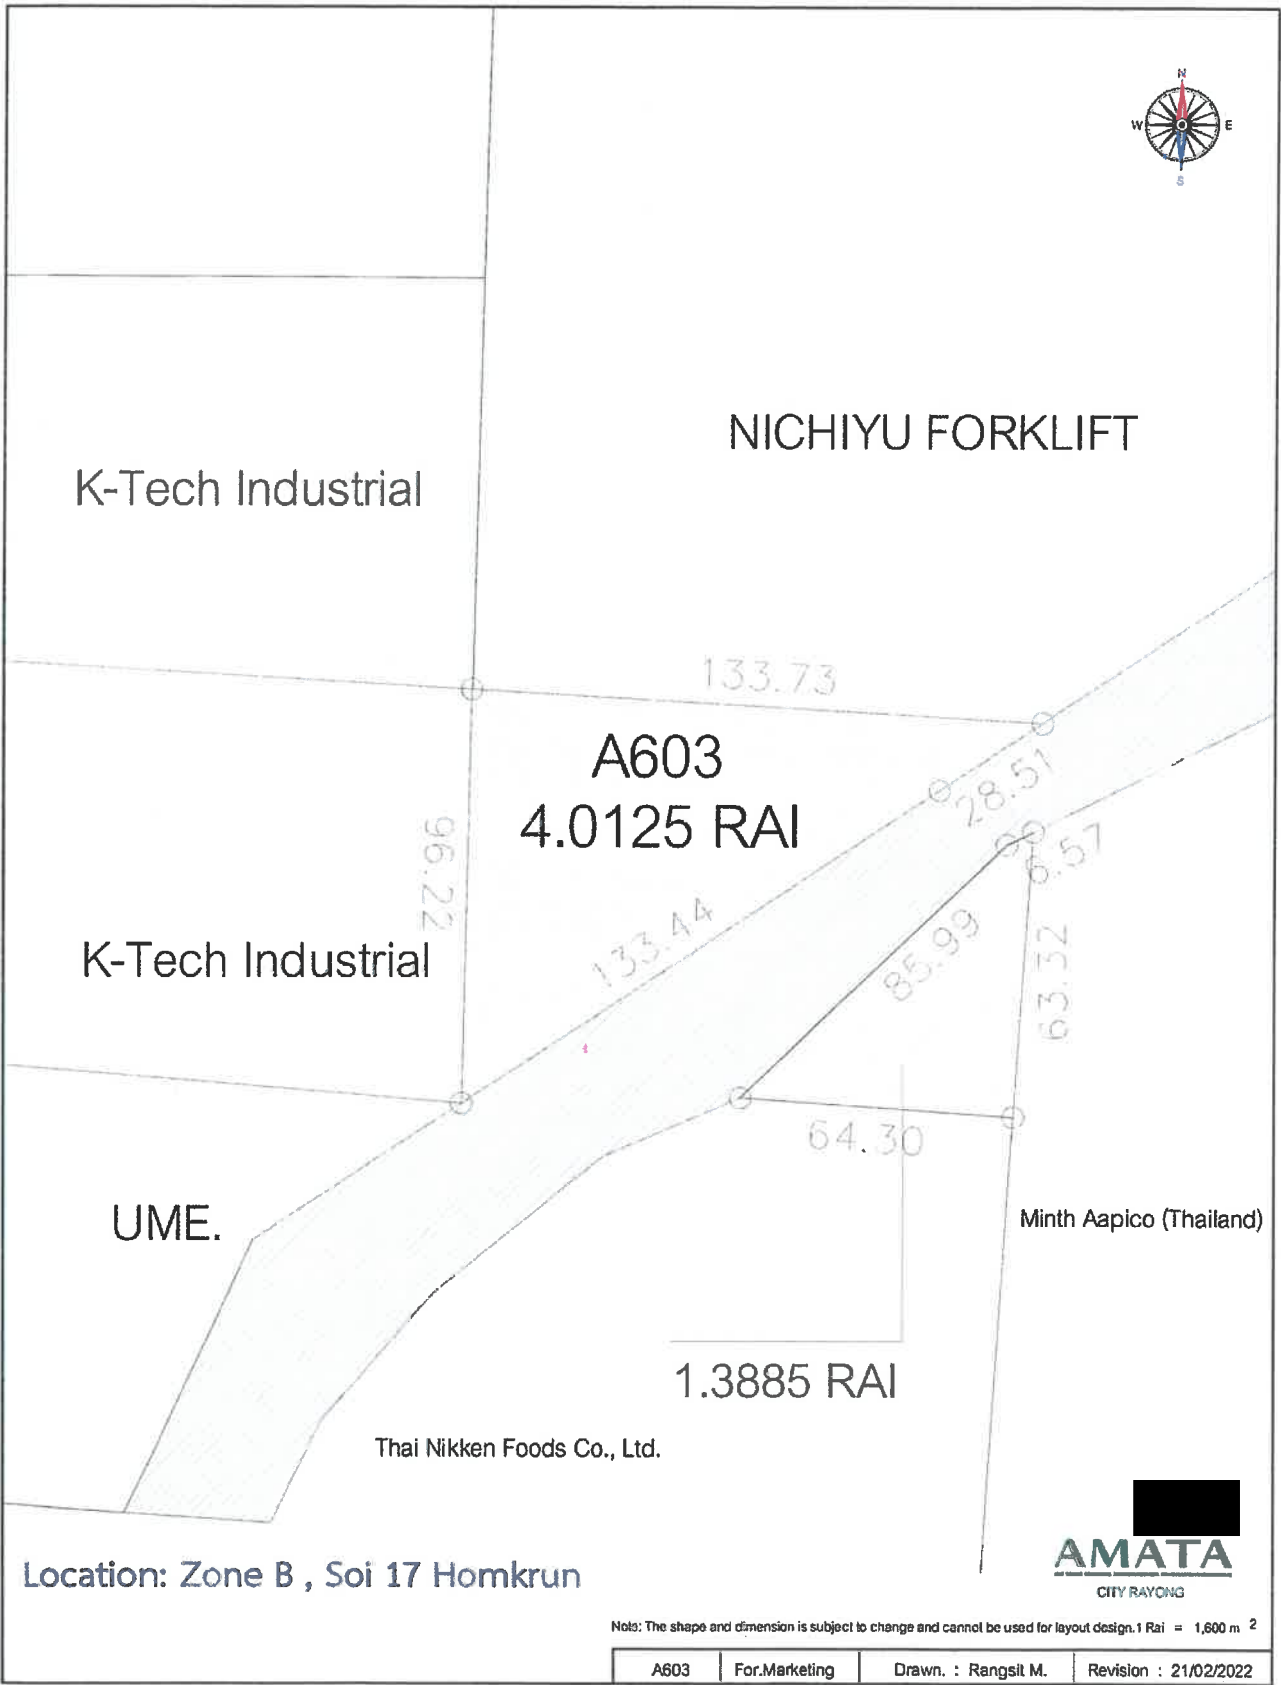 N
W E
S
NICHIYU FORKLIFT
K-Tech Industrial
133.73
A603
4.0125 RAI
28.51
6.57
96.22
133.44
85.99
63.32
K-Tech Industrial
64.30
UME.
Minth Aapico (Thailand)
1.3885 RAI
Thai Nikken Foods Co., Ltd.
AMATA
CITY RAYONG
Location: Zone B , Soi 17 Homkrun
Note: The shape and dimension is subject to change and cannot be used for layout design.1 Rai = 1,600 m 2
A603 For.Marketing Drawn. : Rangsit M. Revision : 21/02/2022